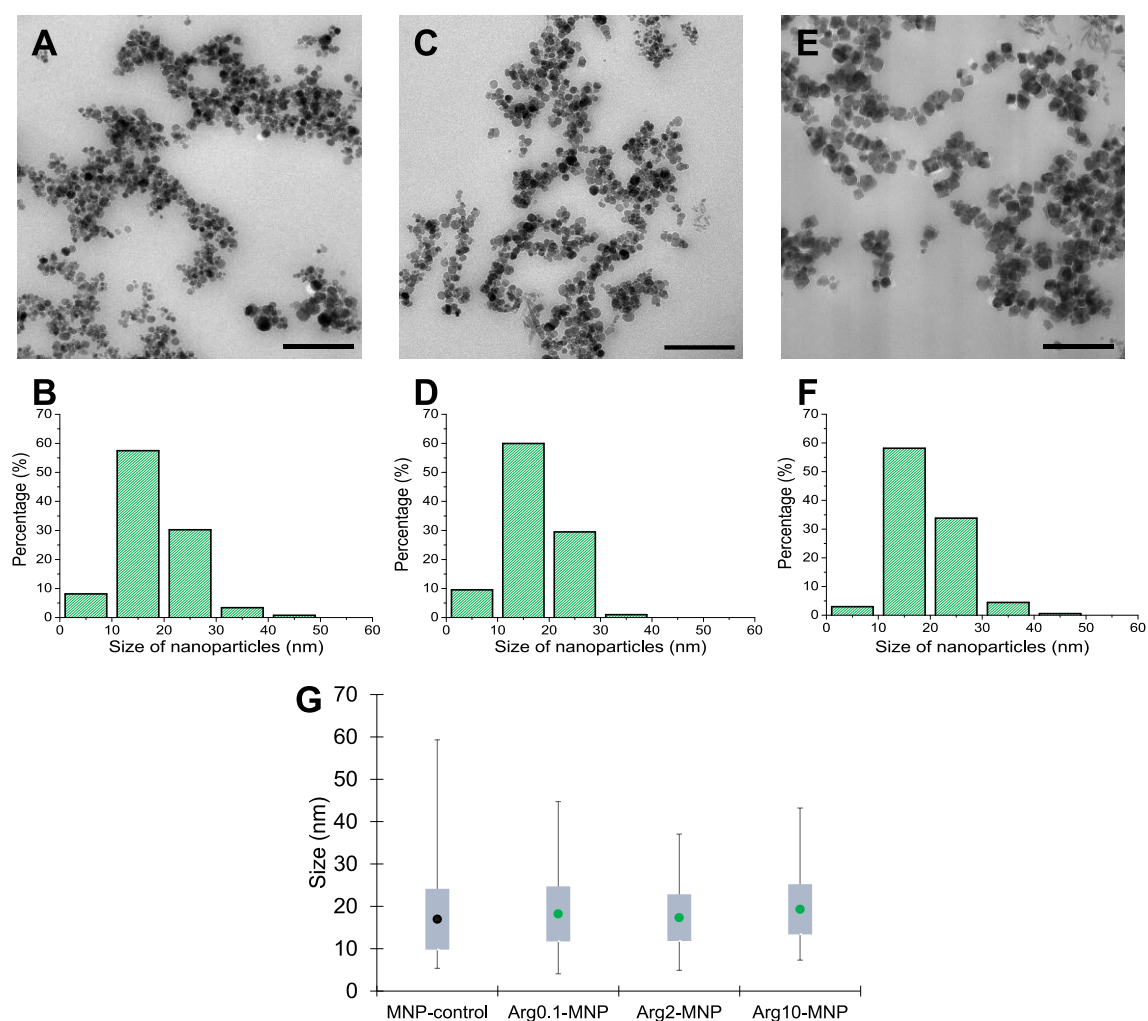 A
C
E
B
70
60
50
40
30
20
10
0
Percentage (%)
0 10 20 30 40 50 60
Size of nanoparticles (nm)
D
70
60
50
40
30
20
10
0
Percentage (%)
0 10 20 30 40 50 60
Size of nanoparticles (nm)
F
70
60
50
40
30
20
10
0
Percentage (%)
0 10 20 30 40 50 60
Size of nanoparticles (nm)
G
70
60
50
40
30
20
10
0
Size (nm)
MNP-control Arg0.1-MNP Arg2-MNP Arg10-MNP